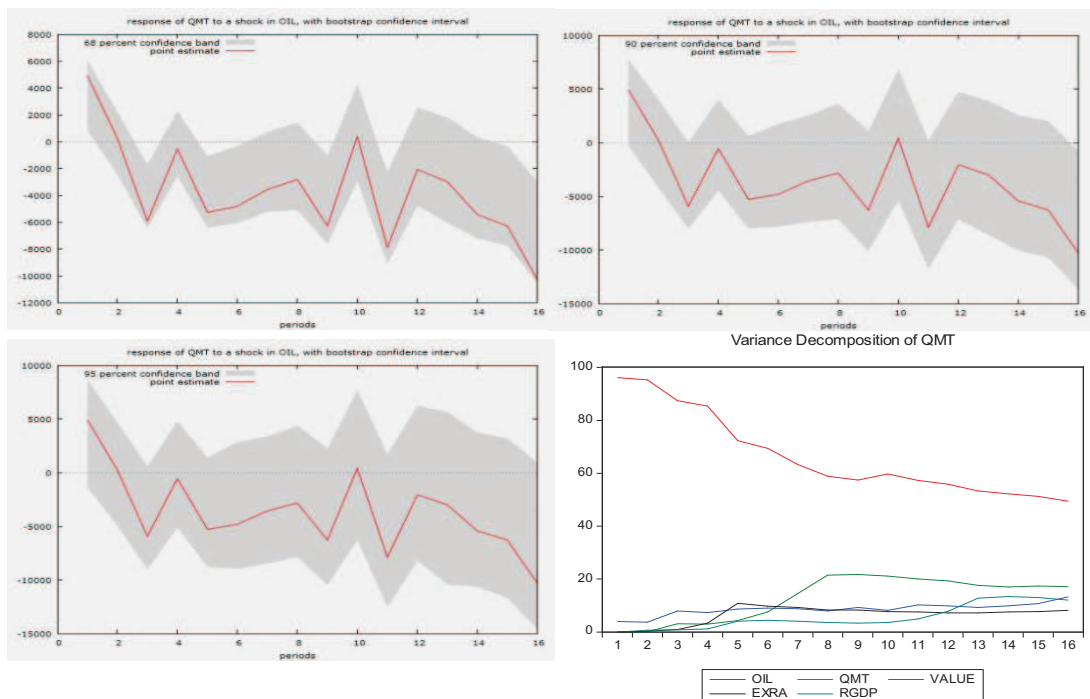 response of QMT to a shock in OIL, with bootstrap confidence interval
8000
6000
4000
2000
0
-2000
-4000
-6000
-8000
-10000
-12000
68 percent confidence band
point estimate
0 2 4 6 8 10 12 14 16
periods
response of QMT to a shock in OIL, with bootstrap confidence interval
10000
5000
0
-5000
-10000
-15000
90 percent confidence band
point estimate
0 2 4 6 8 10 12 14 16
periods
response of QMT to a shock in OIL, with bootstrap confidence interval
10000
5000
0
-5000
-10000
-15000
95 percent confidence band
point estimate
0 2 4 6 8 10 12 14 16
periods
Variance Decomposition of QMT
100
80
60
40
20
0
1 2 3 4 5 6 7 8 9 10 11 12 13 14 15 16
OIL QMT VALUE
EXRA RGDP